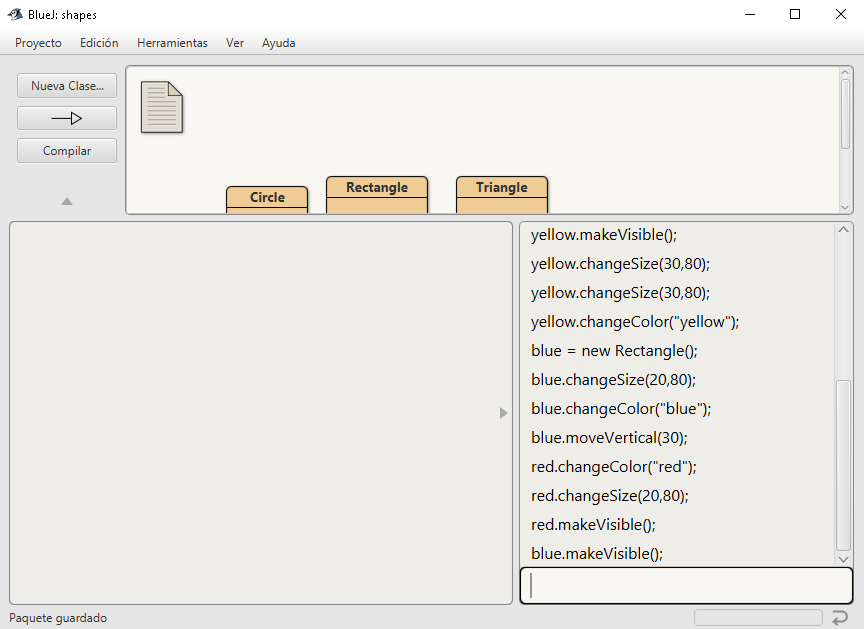 BlueJ: shapes
Proyecto Edición Herramientas Ver Ayuda
Nueva Clase...
Compilar
Circle
Rectangle
Triangle
yellow.makeVisible();
yellow.changeSize(30,80);
yellow.changeSize(30,80);
yellow.changeColor("yellow");
blue = new Rectangle();
blue.changeSize(20,80);
blue.changeColor("blue");
blue.moveVertical(30);
red.changeColor("red");
red.changeSize(20,80);
red.makeVisible();
blue.makeVisible();
Paquete guardado